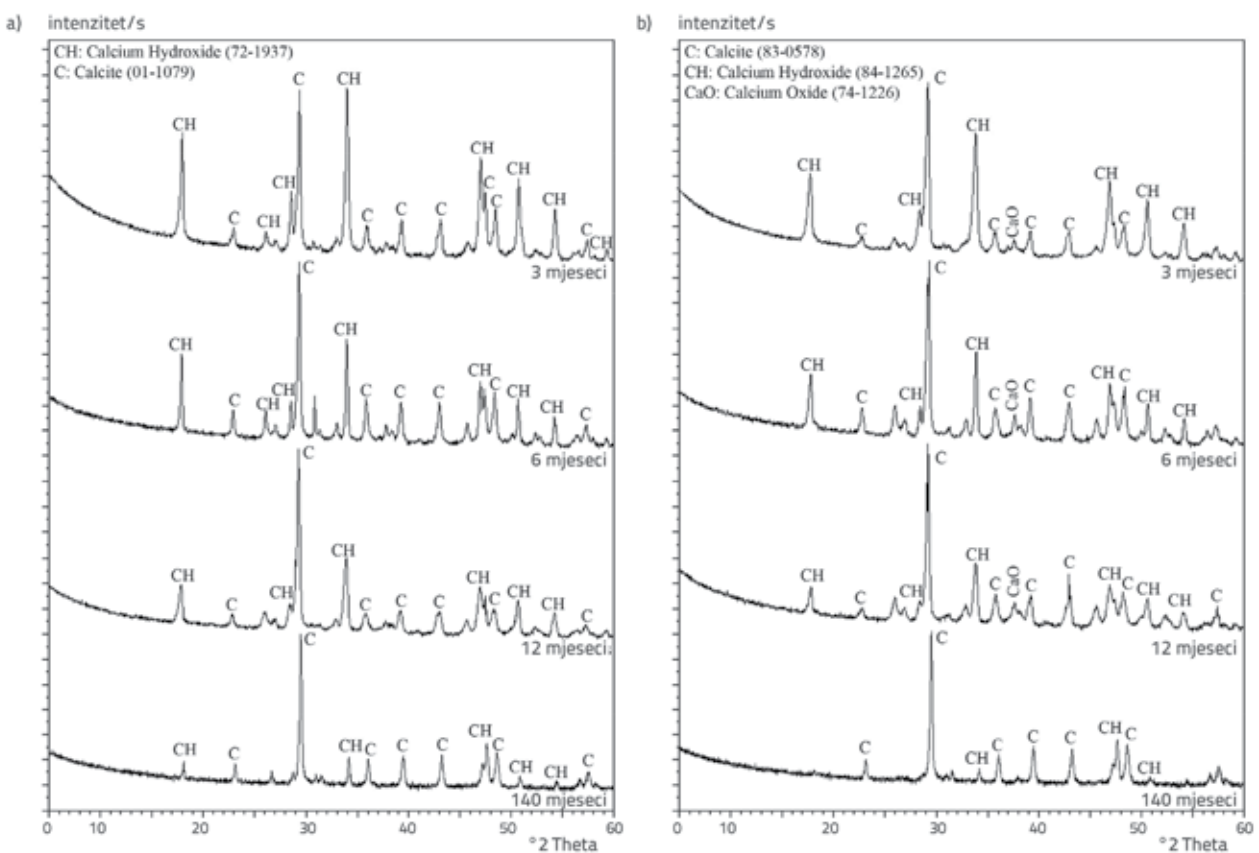 a) intenzitet/s
CH: Calcium Hydroxide (72-1937)
C: Calcite (01-1079)
CH C CH CH C CH C CH C C C CH C C CH CH C CH
3 mjeseci
CH C CH CH C CH C C C CH C CH CH C
6 mjeseci
CH C CH C CH C C C CH C CH CH C
12 mjeseci
CH C C CH C C C CH C CH CH C
140 mjeseci
0 10 20 30 40 50 60
°2 Theta
b) intenzitet/s
C: Calcite (83-0578)
CH: Calcium Hydroxide (84-1265)
CaO: Calcium Oxide (74-1226)
CH C CH C CH C CaO C C CH C CH CH
3 mjeseci
CH C CH C CH C CaO C C CH C CH CH
6 mjeseci
CH C CH C CH C CaO C C CH C CH CH C
12 mjeseci
C C CH C C C CH C CH
140 mjeseci
0 10 20 30 40 50 60
°2 Theta